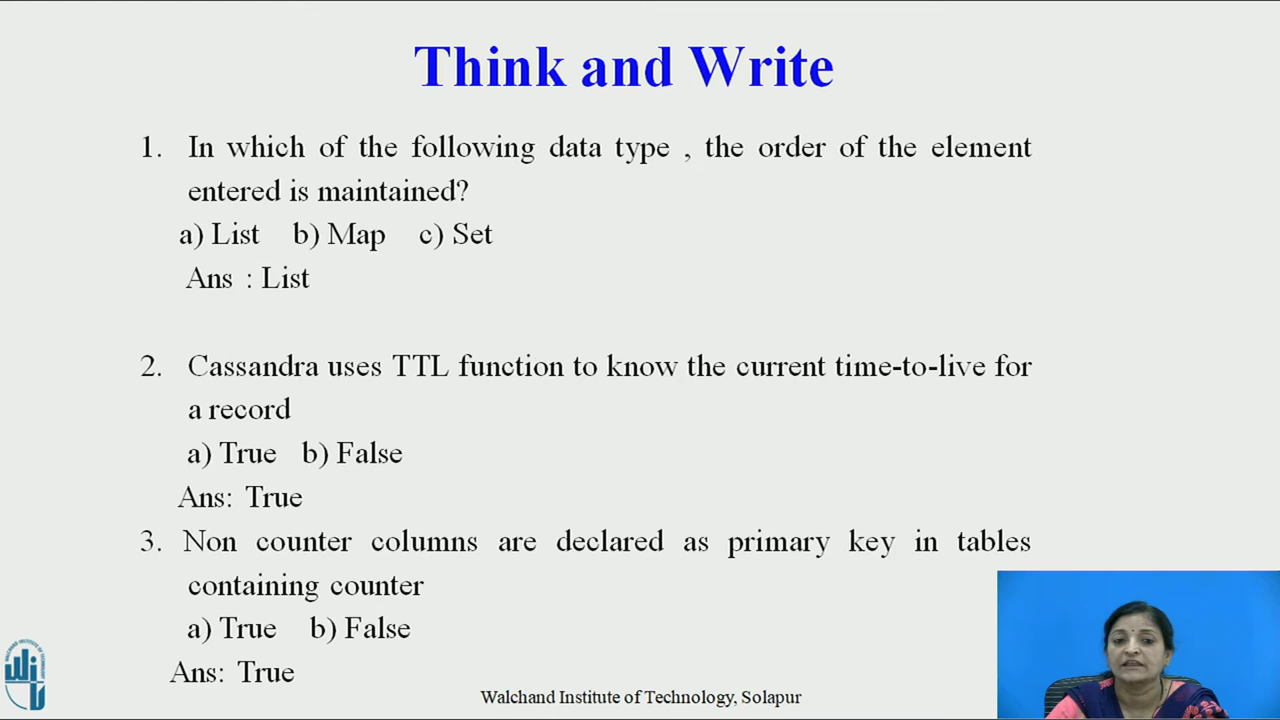 Think and Write
1. In which of the following data type , the order of the element
entered is maintained?
a) List b) Map c) Set
Ans : List
2. Cassandra uses TTL function to know the current time-to-live for
a record
a) True b) False
Ans: True
3. Non counter columns are declared as primary key in tables
containing counter
a) True b) False
Ans: True
Walchand Institute of Technology, Solapur